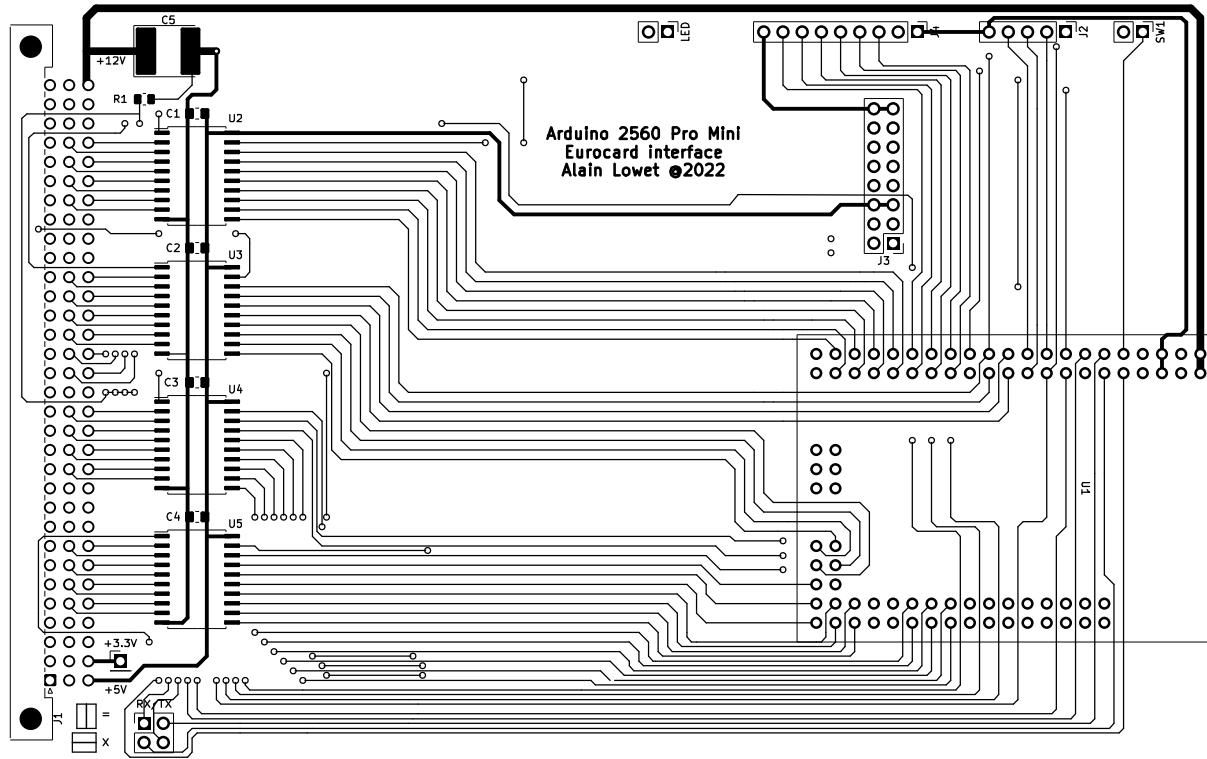 C5
LED
J4
J2
SW1
+12V
R1
C1
U2
Arduino 2560 Pro Mini
Eurocard interface
Alain Lowet @2022
C2
U3
J3
C3
U4
U1
C4
U5
+3.3V
+5V
RX/TX
J1
=
X